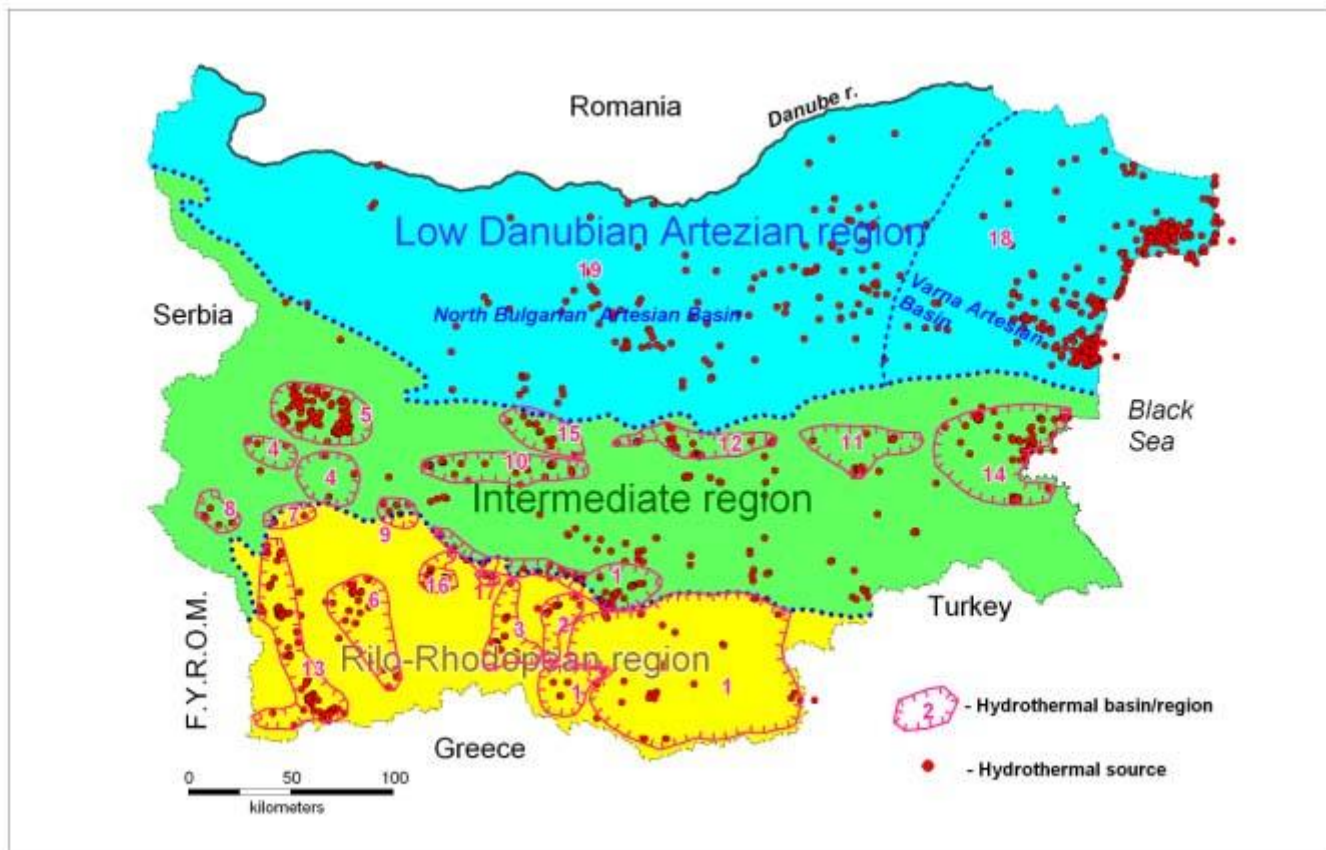 Romania
Danube r.
Low Danubian Artezian region
18
19
Serbia
North Bulgarian Artesian Basin
Varna Artesian
Basin
Black
Sea
5
15
12
11
4
10
14
4
Intermediate region
8
7
9
1
16
17
Turkey
6
3
2
F.Y.R.O.M.
Rilo-Rhodopean region
13
1
1
2
- Hydrothermal basin/region
Greece
0 50 100
kilometers
- Hydrothermal source